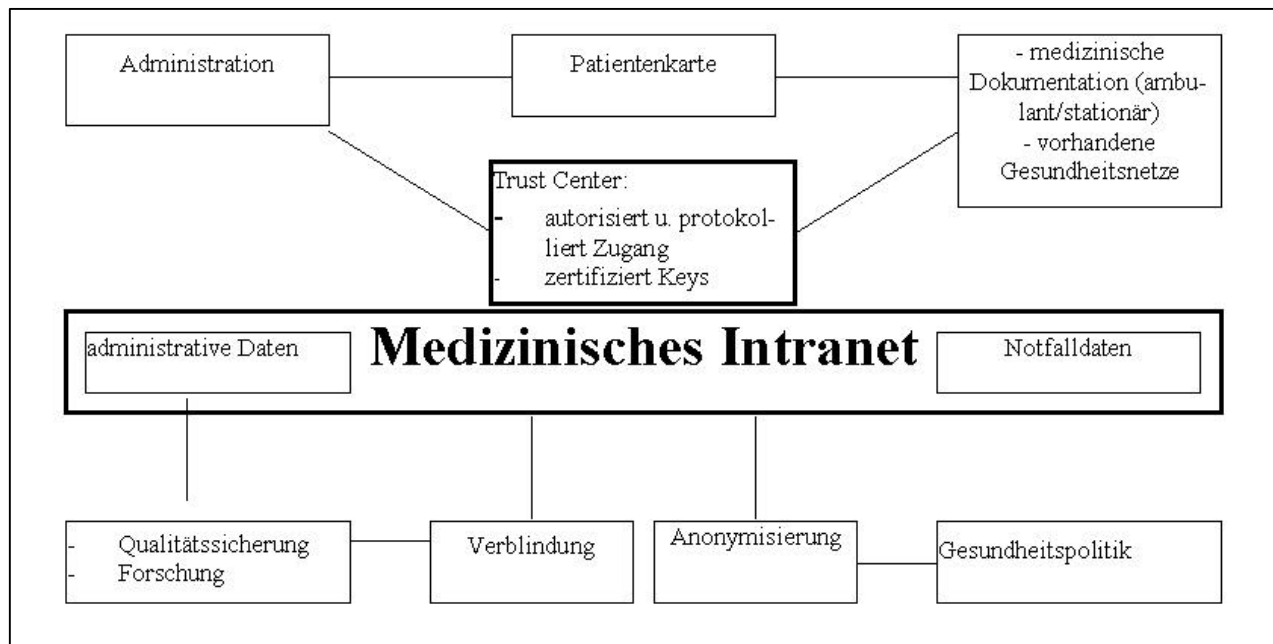 Administration
Patientenkarte
- medizinische
Dokumentation (ambu-
lant/stationär)
- vorhandene
Gesundheitsnetze
Trust Center:
- autorisiert u. protokol-
liert Zugang
- zertifiziert Keys
administrative Daten
Medizinisches Intranet
Notfalldaten
- Qualitätssicherung
- Forschung
Verblindung
Anonymisierung
Gesundheitspolitik